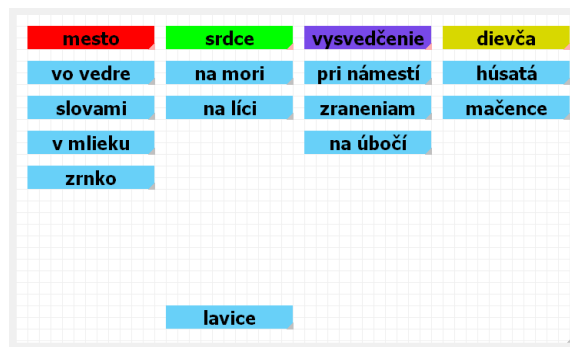 mesto srdce vysvedčenie dievča
vo vedre na mori pri námestí húsatá
slovami na líci zraneniam mačence
v mlieku na úbočí
zrnko
lavice